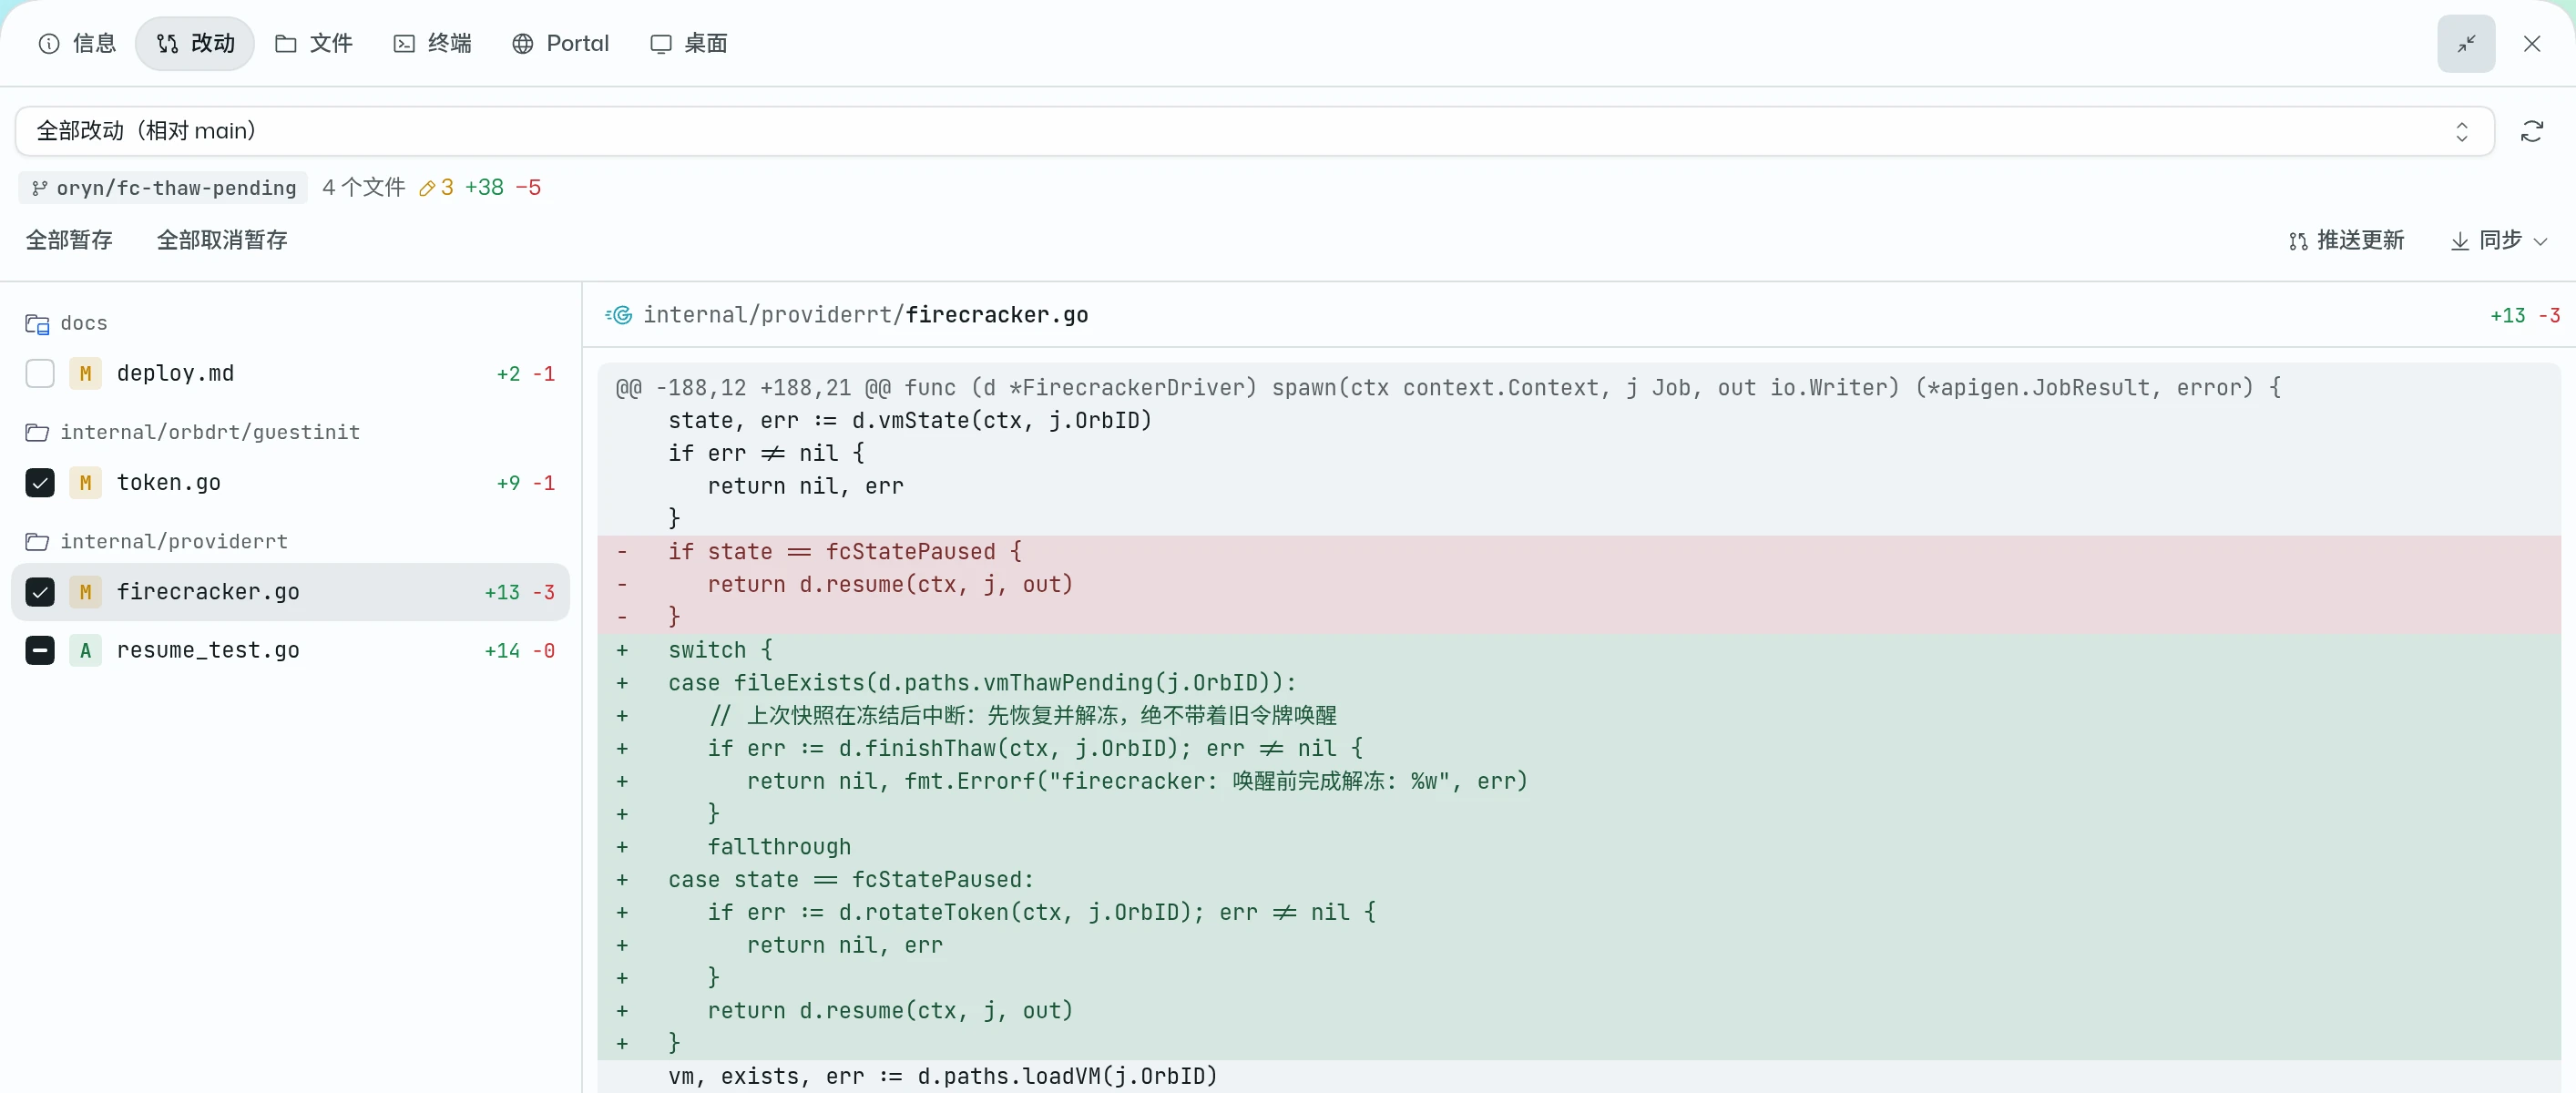 信息 改动 文件 终端 Portal 桌面
全部改动（相对 main）
oryn/fc-thaw-pending 4 个文件 3 +38 −5
全部暂存 全部取消暂存 推送更新 同步
docs
M deploy.md +2 -1
internal/orbdrt/guestinit
M token.go +9 -1
internal/providerrt
M firecracker.go +13 -3
A resume_test.go +14 -0
internal/providerrt/firecracker.go +13 -3
@@ -188,12 +188,21 @@ func (d *FirecrackerDriver) spawn(ctx context.Context, j Job, out io.Writer) (*apigen.JobResult, error) {
state, err := d.vmState(ctx, j.OrbID)
if err != nil {
return nil, err
}
- if state == fcStatePaused {
- return d.resume(ctx, j, out)
- }
+ switch {
+ case fileExists(d.paths.vmThawPending(j.OrbID)):
+ // 上次快照在冻结后中断：先恢复并解冻，绝不带着旧令牌唤醒
+ if err := d.finishThaw(ctx, j.OrbID); err != nil {
+ return nil, fmt.Errorf("firecracker: 唤醒前完成解冻: %w", err)
+ }
+ fallthrough
+ case state == fcStatePaused:
+ if err := d.rotateToken(ctx, j.OrbID); err != nil {
+ return nil, err
+ }
+ return d.resume(ctx, j, out)
+ }
vm, exists, err := d.paths.loadVM(j.OrbID)